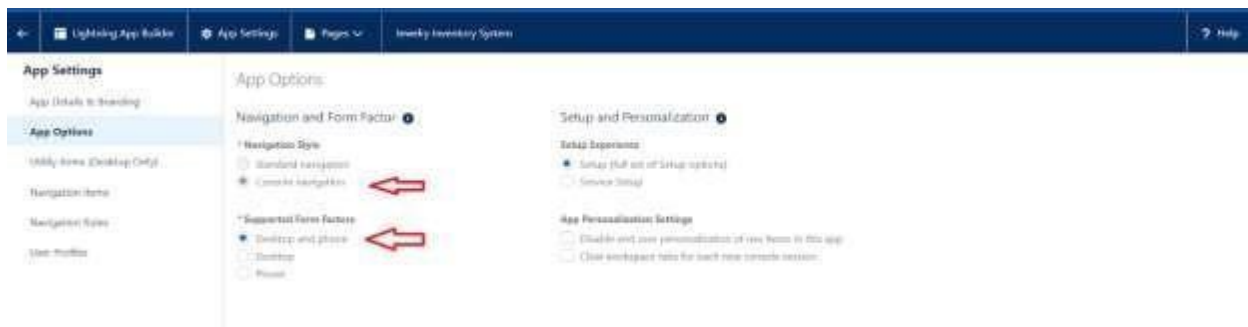 Lightning App Builder
App Settings
Pages
Jewelry Inventory System
? Help
App Settings
App Details & Branding
App Options
Utility Items (Desktop Only)
Navigation Items
Navigation Rules
User Profiles
App Options
Navigation and Form Factor
* Navigation Style
Standard navigation
Console navigation
* Supported Form Factors
Desktop and phone
Desktop
Phone
Setup and Personalization
Setup Experience
Setup (full set of Setup options)
Service Setup
App Personalization Settings
Disable end user personalization of nav items in this app
Clear workspace tabs for each new console session